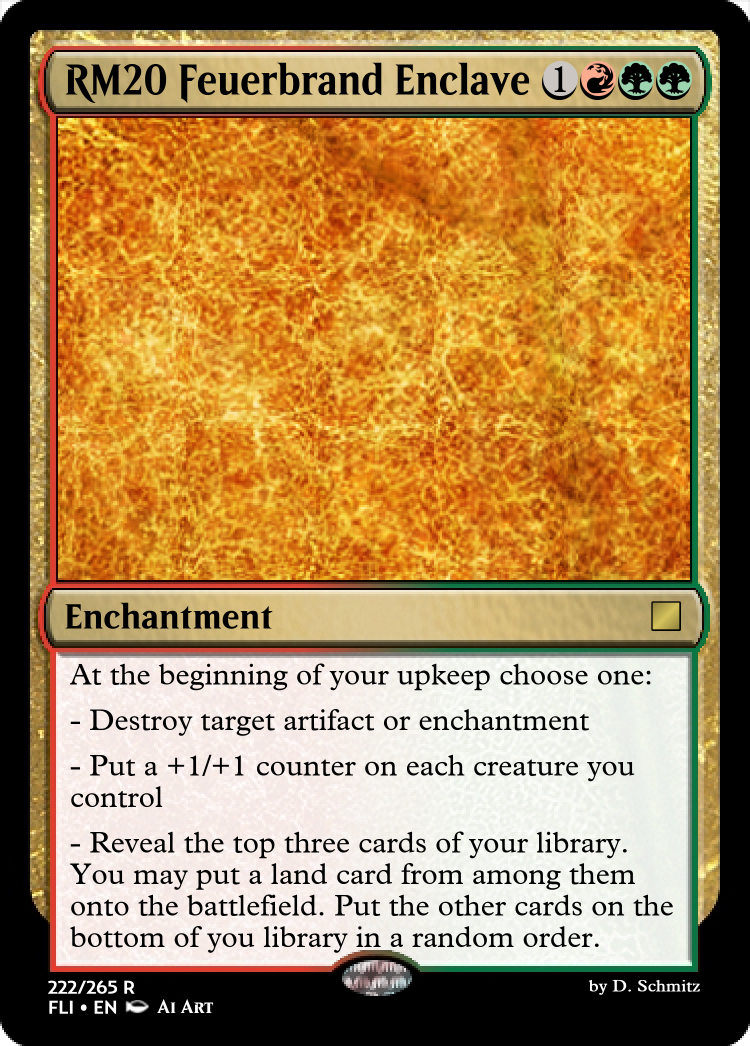 RM20 Feuerbrand Enclave 1
Enchantment
At the beginning of your upkeep choose one:
- Destroy target artifact or enchantment
- Put a +1/+1 counter on each creature you
control
- Reveal the top three cards of your library.
You may put a land card from among them
onto the battlefield. Put the other cards on the
bottom of you library in a random order.
222/265 R
by D. Schmitz
FLI • EN AI ART